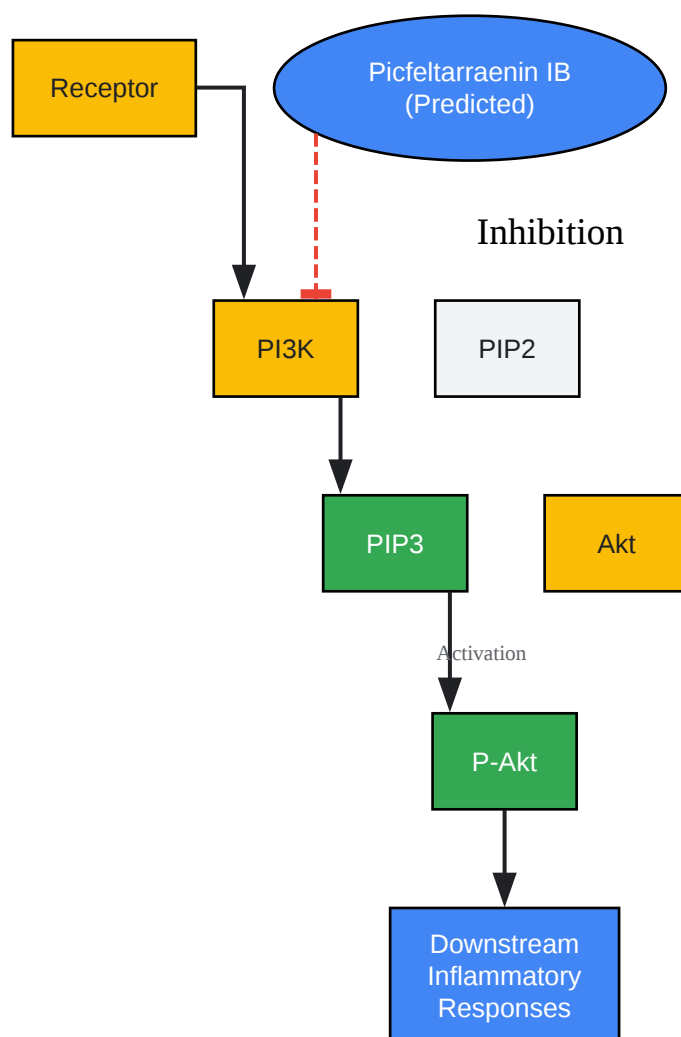 Receptor
Picfeltarraenin IB
(Predicted)
Inhibition
PI3K
PIP2
PIP3
Akt
Activation
P-Akt
Downstream
Inflammatory
Responses